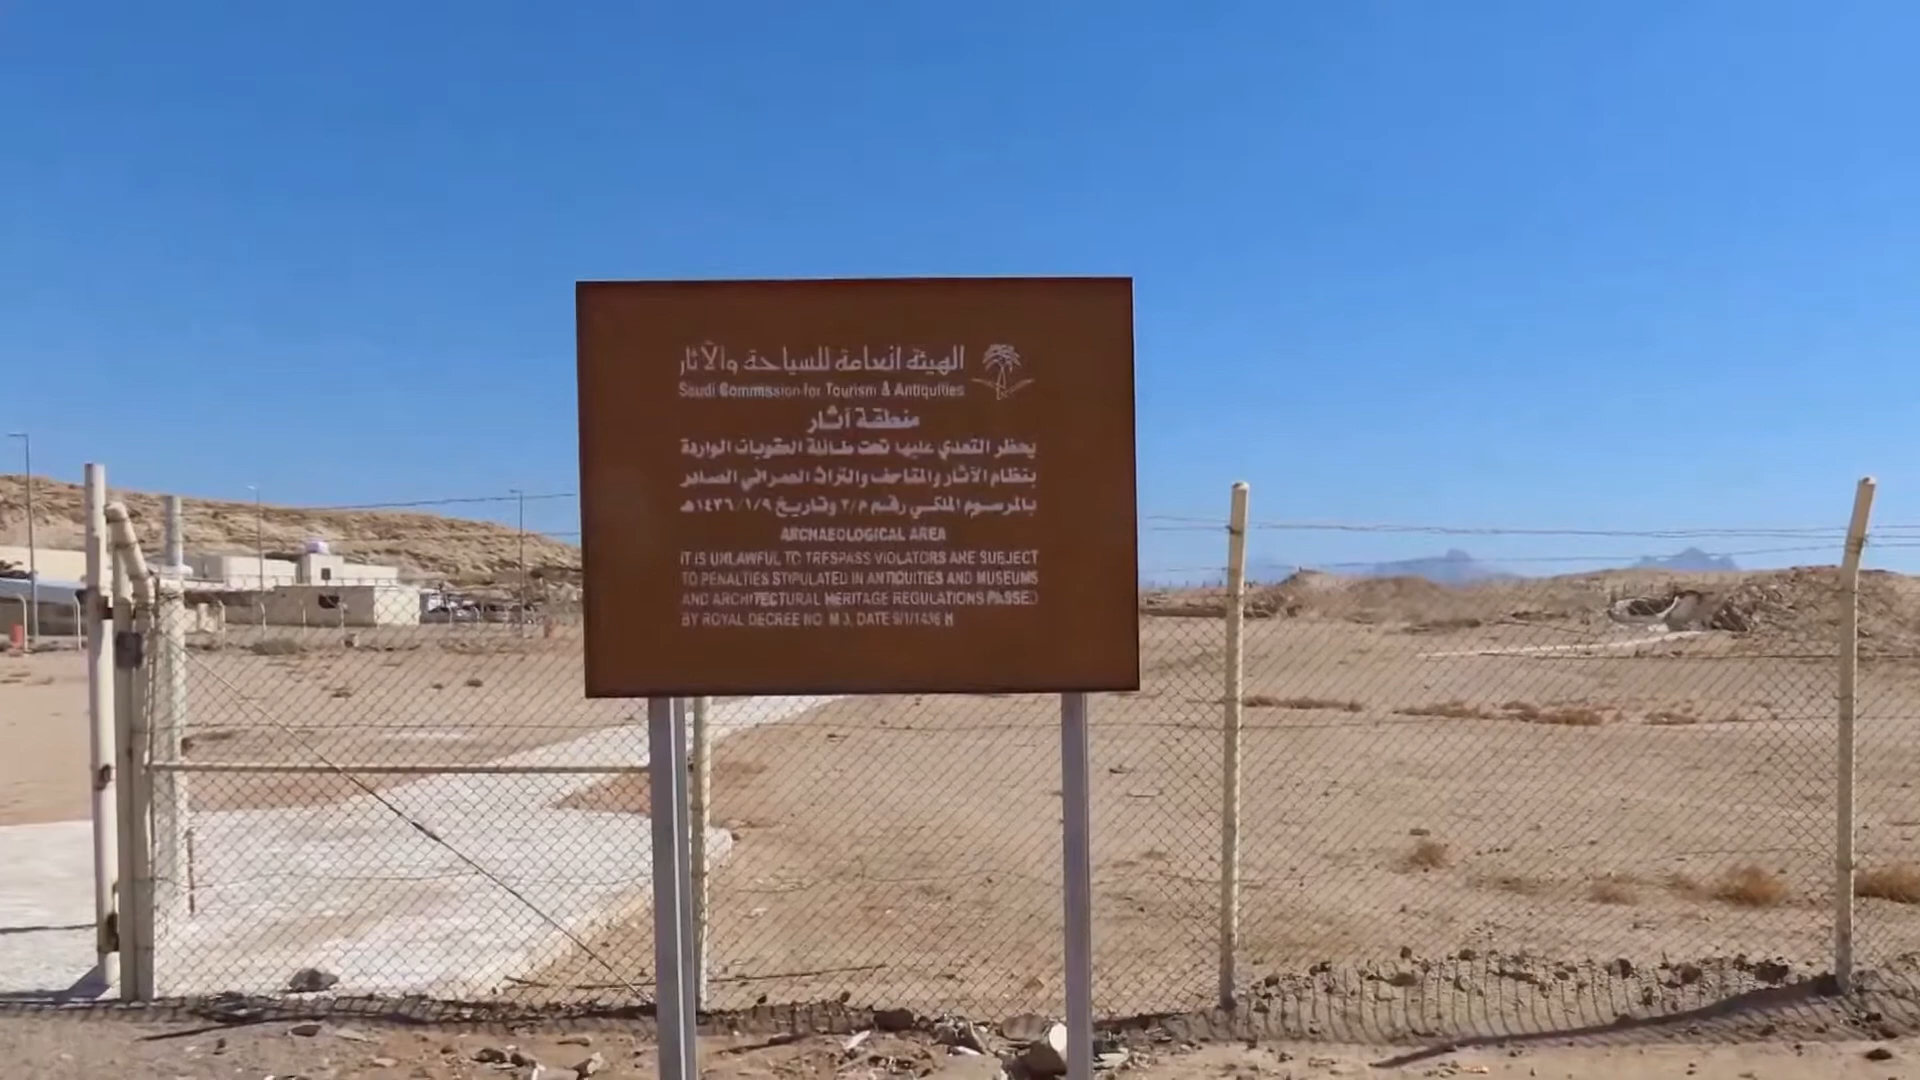 الهيئة العامة للسياحة والآثار
Saudi Commission for Tourism & Antiquities
منطقة آثار
يحظر التعدي عليها تحت طائلة العقوبات الواردة
بنظام الآثار والمتاحف والتراث العمراني الصادر
بالمرسوم الملكي رقم م/٣ وتاريخ ١٤٣٦/١/٩هـ
ARCHAEOLOGICAL AREA
IT IS UNLAWFUL TO TRESPASS VIOLATORS ARE SUBJECT
TO PENALTIES STIPULATED IN ANTIQUITIES AND MUSEUMS
AND ARCHITECTURAL HERITAGE REGULATIONS PASSED
BY ROYAL DECREE NO. M 3, DATE 9/1/1436 H